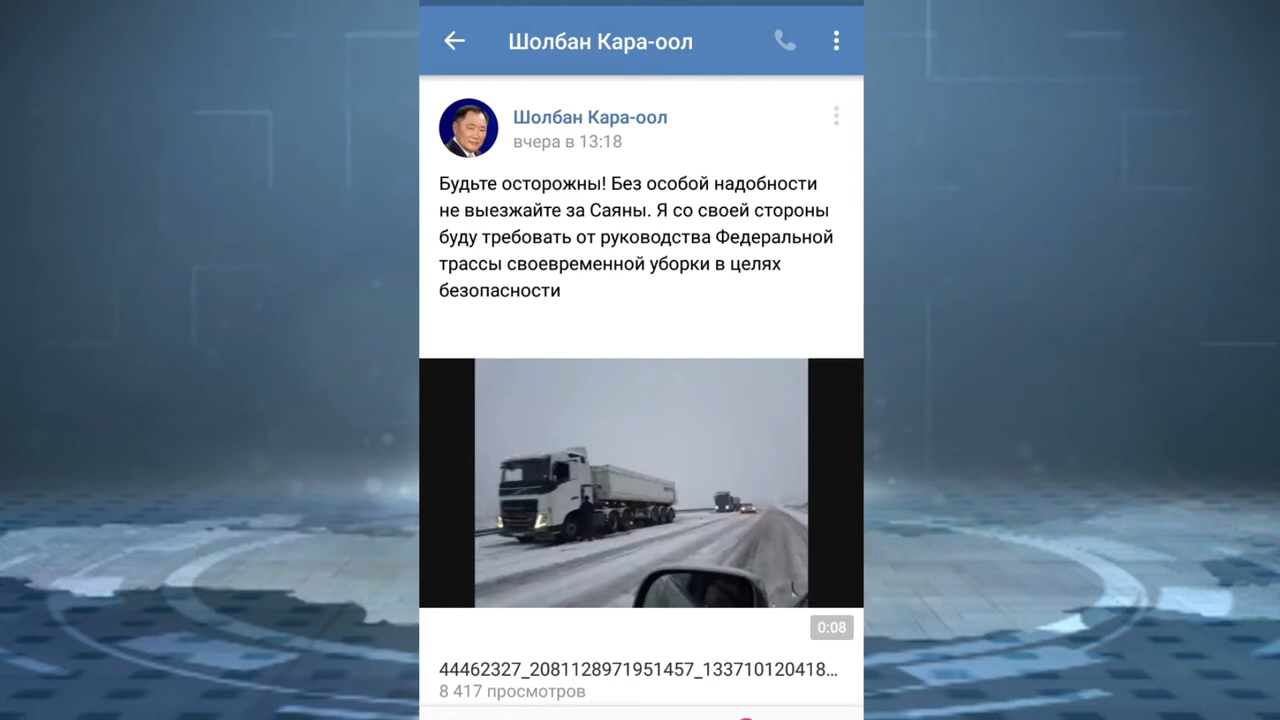 Шолбан Кара-оол
Шолбан Кара-оол
вчера в 13:18
Будьте осторожны! Без особой надобности
не выезжайте за Саяны. Я со своей стороны
буду требовать от руководства Федеральной
трассы своевременной уборки в целях
безопасности
0:08
44462327_2081128971951457_133710120418...
8 417 просмотров